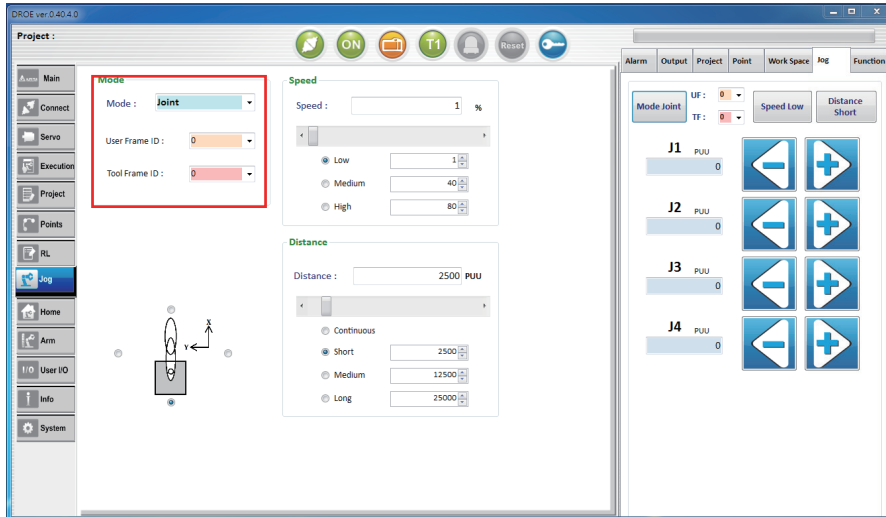 DROE ver.0.40.4.0
Project :
ON
T1
Reset
Alarm Output Project Point Work Space Jog Function
Main
Connect
Servo
Execution
Project
Points
RL
Jog
Home
Arm
I/O User I/O
Info
System
Mode
Mode : Joint
User Frame ID : 0
Tool Frame ID : 0
X
Y
Speed
Speed : 1 %
Low 1
Medium 40
High 80
Distance
Distance : 2500 PUU
Continuous
Short 2500
Medium 12500
Long 25000
Mode Joint
UF : 0
TF : 0
Speed Low
Distance
Short
J1 PUU
0
J2 PUU
0
J3 PUU
0
J4 PUU
0